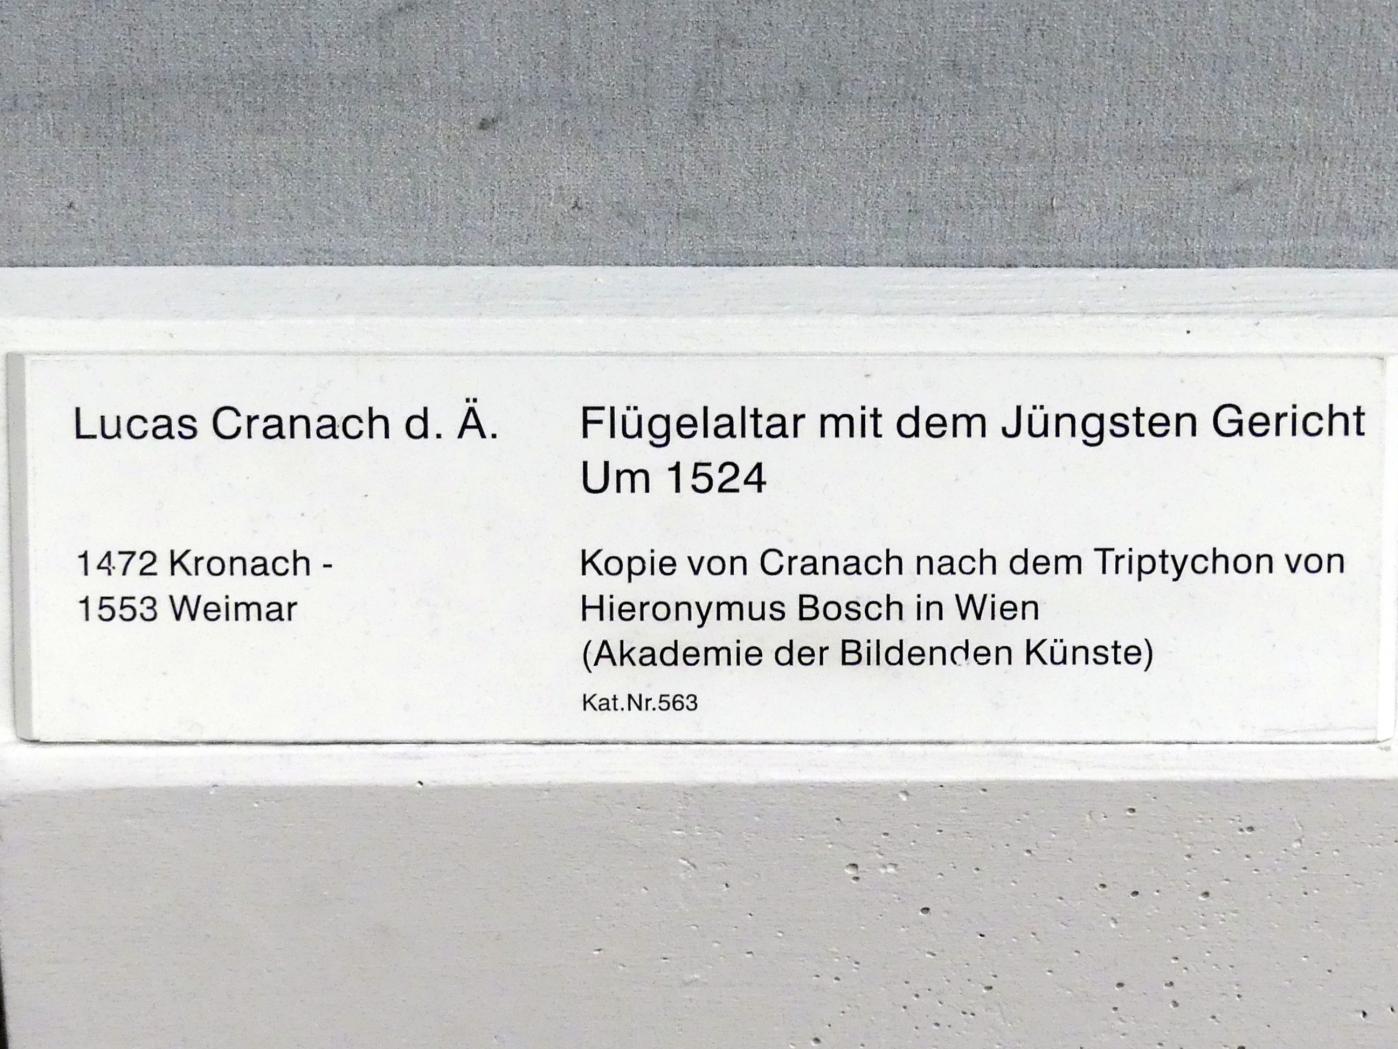 Lucas Cranach d. Ä.
1472 Kronach -
1553 Weimar
Flügelaltar mit dem Jüngsten Gericht
Um 1524
Kopie von Cranach nach dem Triptychon von
Hieronymus Bosch in Wien
(Akademie der Bildenden Künste)
Kat.Nr.563